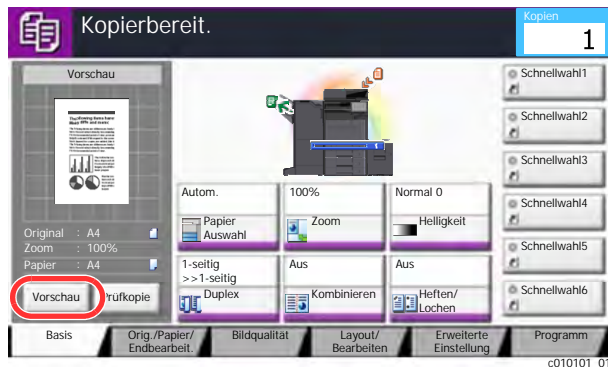 Kopierbereit.
Kopien
1
Vorschau
Original : A4
Zoom : 100%
Papier : A4
Vorschau
Prüfkopie
Autom.
Papier
Auswahl
100%
Zoom
Normal 0
Helligkeit
1-seitig
>>1-seitig
Duplex
Aus
Kombinieren
Aus
Heften/
Lochen
Schnellwahl1
Schnellwahl2
Schnellwahl3
Schnellwahl4
Schnellwahl5
Schnellwahl6
Basis
Orig./Papier/
Endbearbeit.
Bildqualität
Layout/
Bearbeiten
Erweiterte
Einstellung
Programm
c010101_01